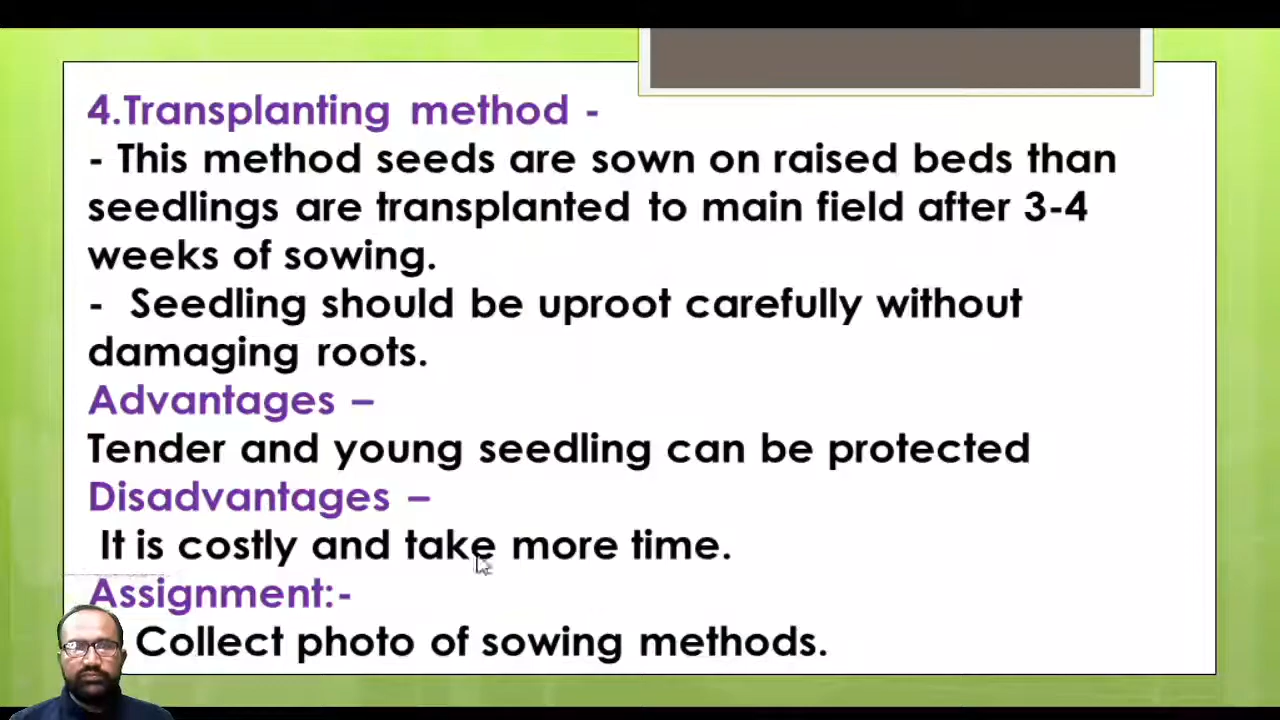 4.Transplanting method -
- This method seeds are sown on raised beds than
seedlings are transplanted to main field after 3-4
weeks of sowing.
- Seedling should be uproot carefully without
damaging roots.
Advantages –
Tender and young seedling can be protected
Disadvantages –
It is costly and take more time.
Assignment:-
Collect photo of sowing methods.